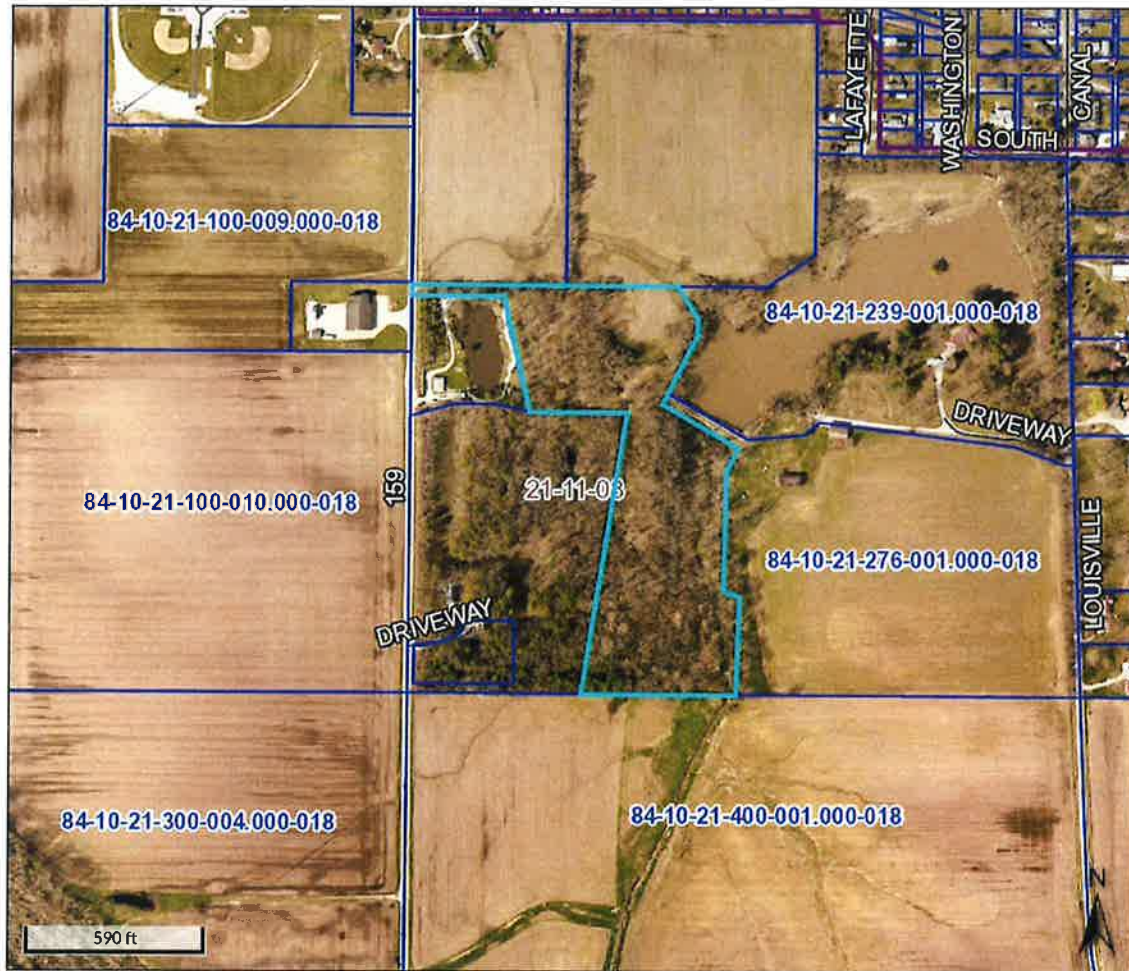 LAFAYETTE
WASHINGTON
CANAL
SOUTH
84-10-21-100-009.000-018
84-10-21-239-001.000-018
DRIVEWAY
159
21-11-03
84-10-21-100-010.000-018
84-10-21-276-001.000-018
LOUISVILLE
DRIVEWAY
84-10-21-300-004.000-018
84-10-21-400-001.000-018
590 ft
N